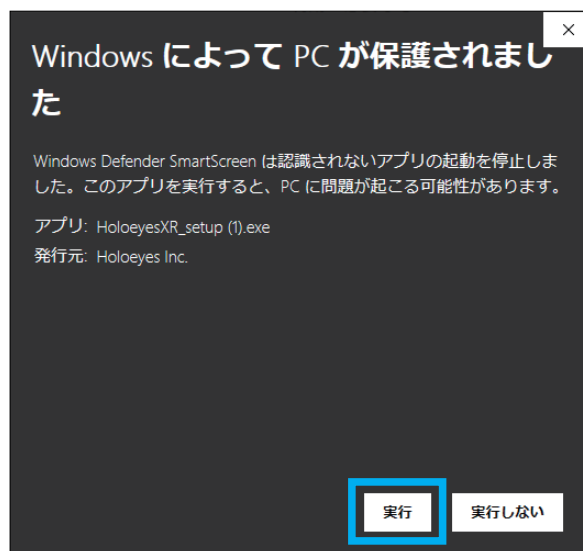 Windows によって PC が保護されまし
た
Windows Defender SmartScreen は認識されないアプリの起動を停止しま
した。このアプリを実行すると、PC に問題が起こる可能性があります。
アプリ: HoloeyesXR_setup (1).exe
発行元: Holoeyes Inc.
実行 実行しない